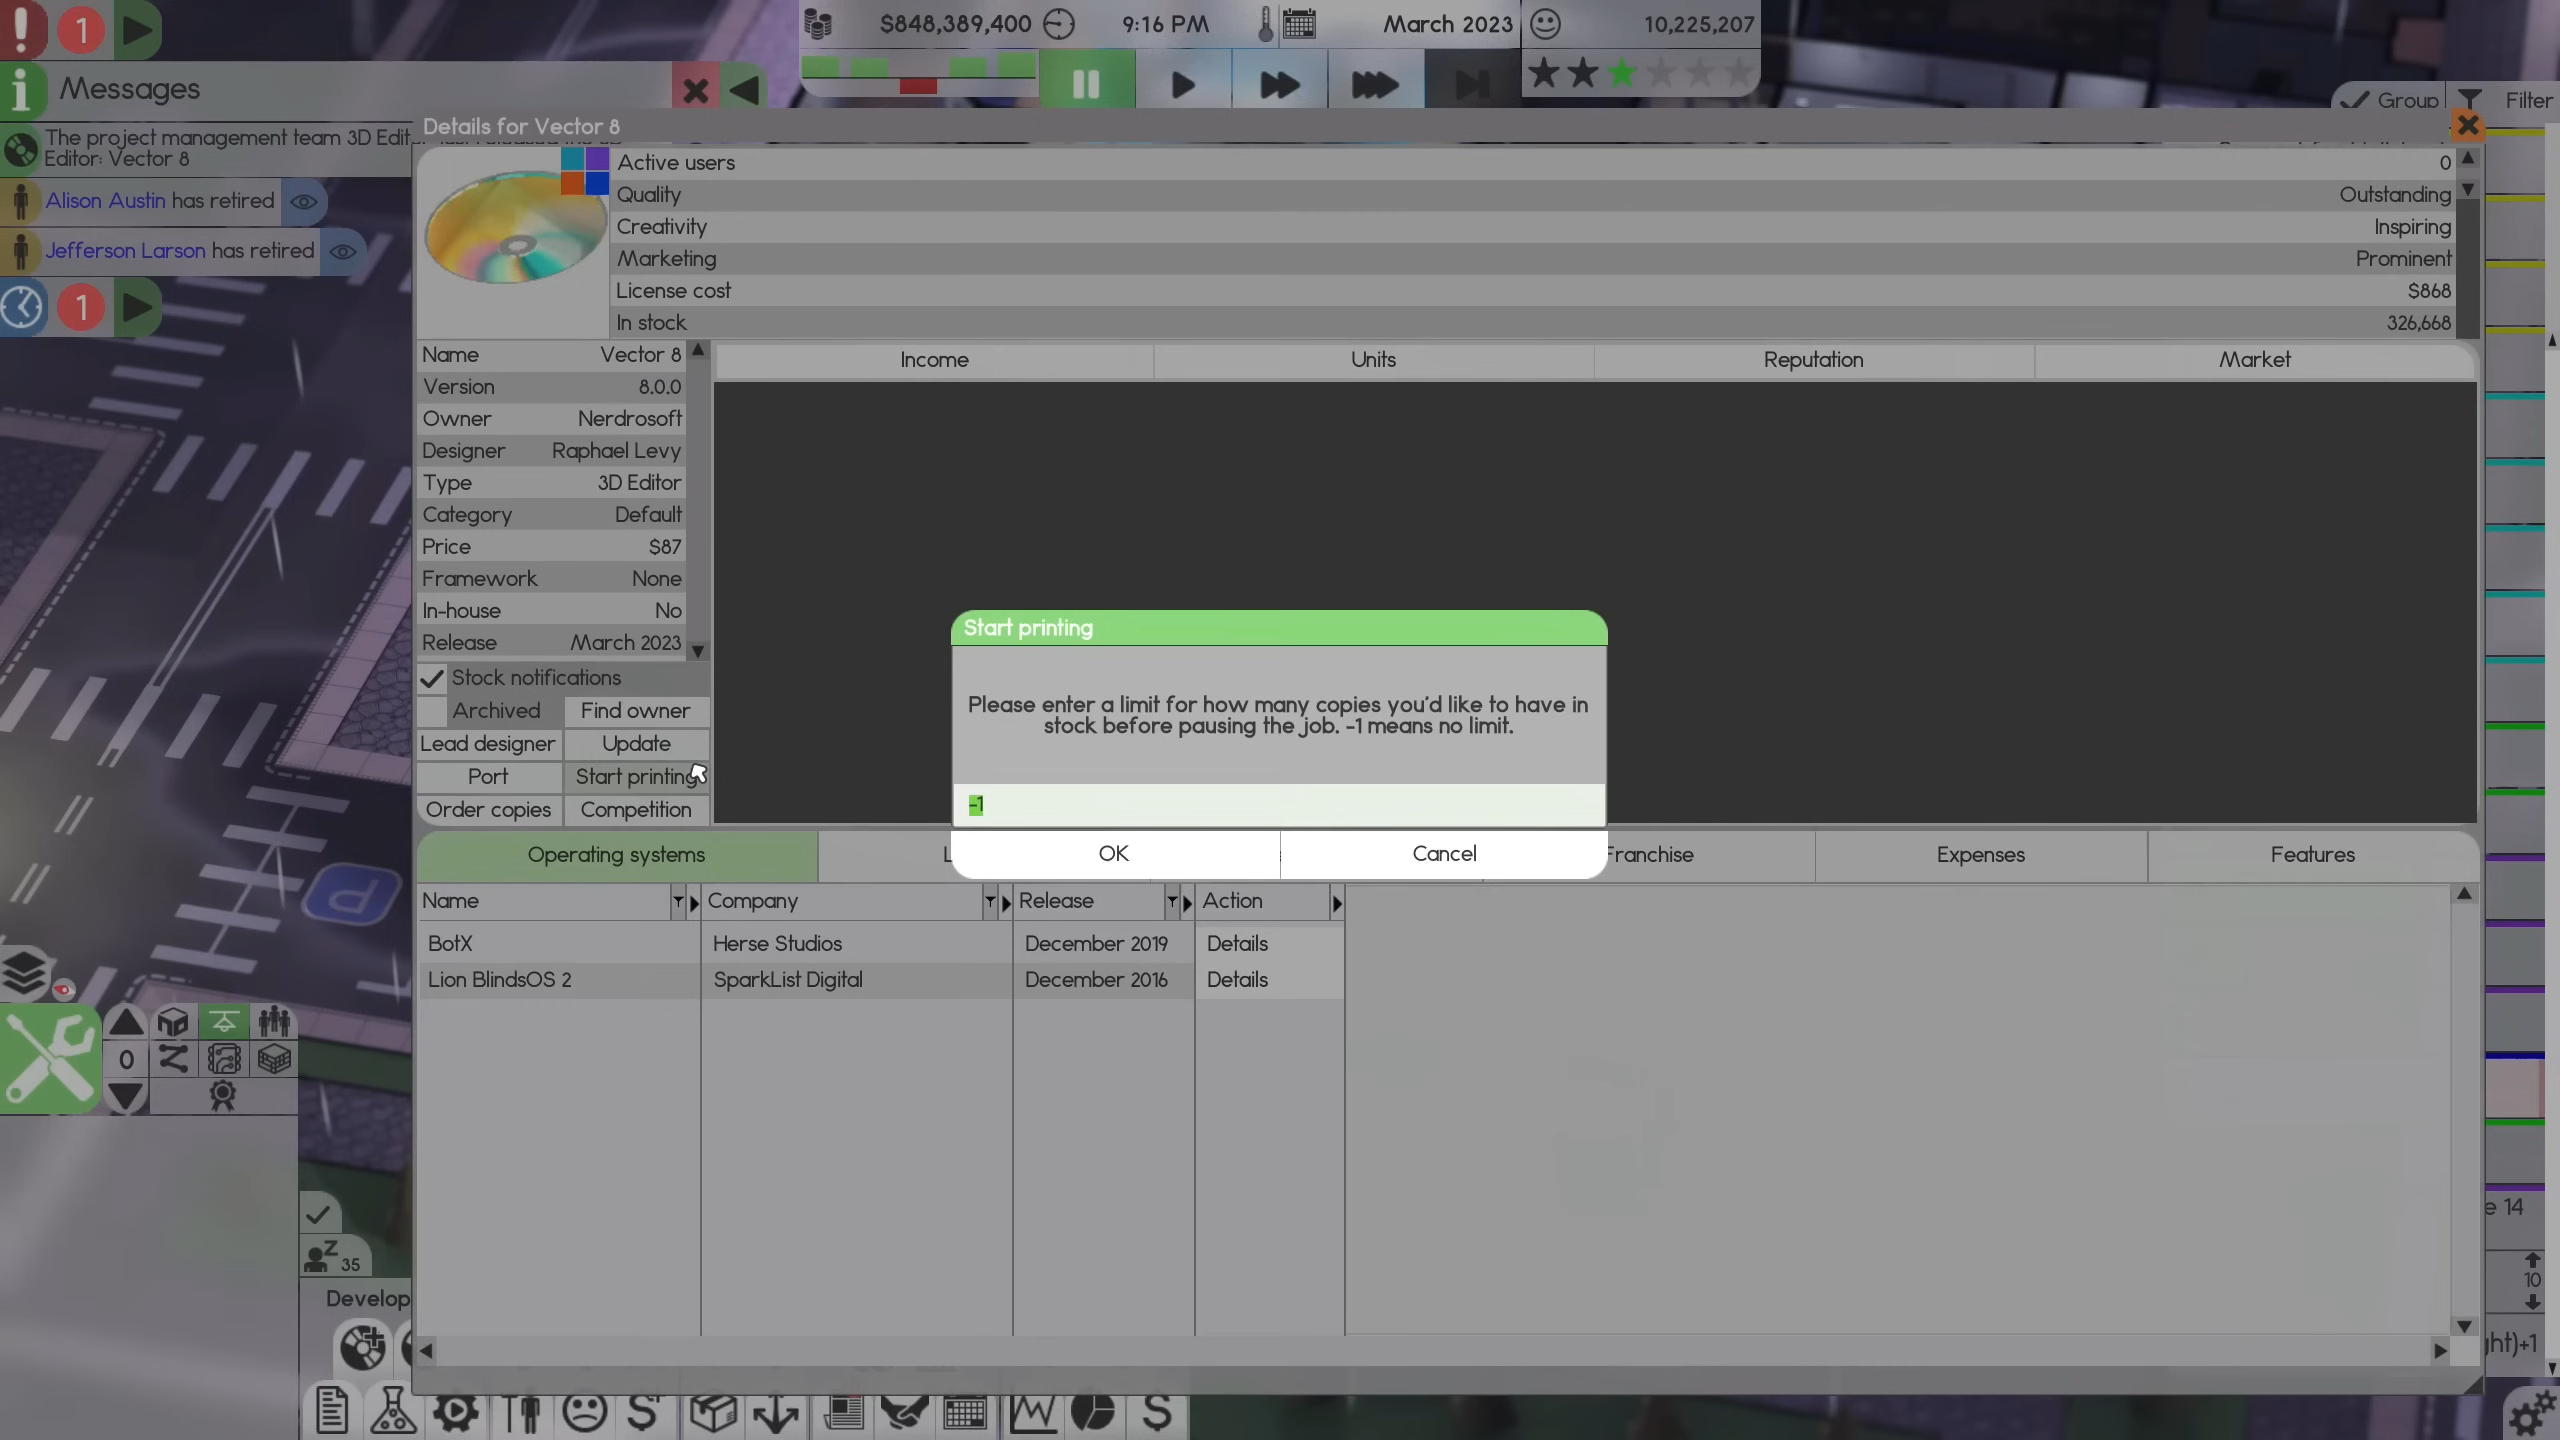 $848,389,400
9:16 PM
March 2023
10,225,207
1
Messages
Group
Filter
The project management team 3D Edit
Editor: Vector 8
Alison Austin has retired
Jefferson Larson has retired
1
Details for Vector 8
Active users 0
Quality Outstanding
Creativity Inspiring
Marketing Prominent
License cost $868
In stock 326,668
Name Vector 8
Version 8.0.0
Owner Nerdrosoft
Designer Raphael Levy
Type 3D Editor
Category Default
Price $87
Framework None
In-house No
Release March 2023
Stock notifications
Archived
Find owner
Lead designer
Update
Port
Start printing
Order copies
Competition
Income
Units
Reputation
Market
Start printing
Please enter a limit for how many copies you'd like to have in
stock before pausing the job. -1 means no limit.
-1
OK
Cancel
Operating systems
Franchise
Expenses
Features
Name
Company
Release
Action
BotX
Herse Studios
December 2019
Details
Lion BlindsOS 2
SparkList Digital
December 2016
Details
0
35
Develop
e 14
10
ght)+1